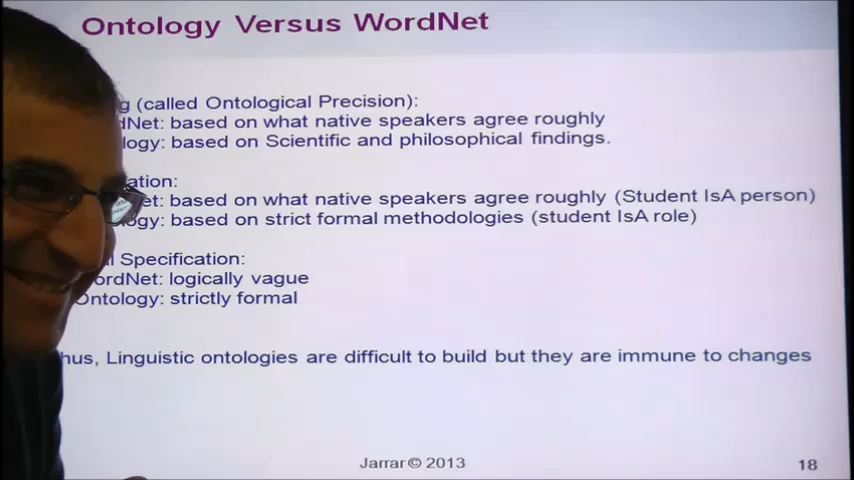 Ontology Versus WordNet
g (called Ontological Precision):
dNet: based on what native speakers agree roughly
logy: based on Scientific and philosophical findings.
ation:
et: based on what native speakers agree roughly (Student IsA person)
ogy: based on strict formal methodologies (student IsA role)
l Specification:
ordNet: logically vague
Ontology: strictly formal
hus, Linguistic ontologies are difficult to build but they are immune to changes
Jarrar © 2013
18